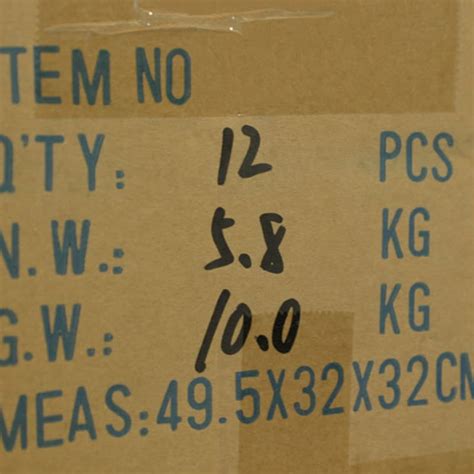 TEM NO
Q'TY: 12 PCS
N.W.: 5.8 KG
G.W.: 10.0 KG
MEAS:49.5X32X32CM